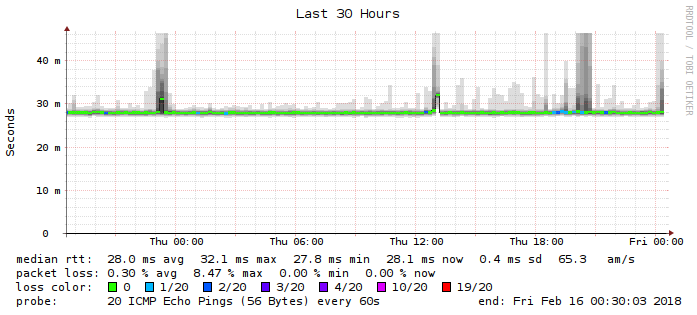 Last 30 Hours
RRDTOOL / TOBI OETIKER
Seconds
40 m
30 m
20 m
10 m
0
Thu 00:00 Thu 06:00 Thu 12:00 Thu 18:00 Fri 00:00
median rtt: 28.0 ms avg 32.1 ms max 27.8 ms min 28.1 ms now 0.4 ms sd 65.3 am/s
packet loss: 0.30 % avg 8.47 % max 0.00 % min 0.00 % now
loss color: 0 1/20 2/20 3/20 4/20 10/20 19/20
probe: 20 ICMP Echo Pings (56 Bytes) every 60s end: Fri Feb 16 00:30:03 2018